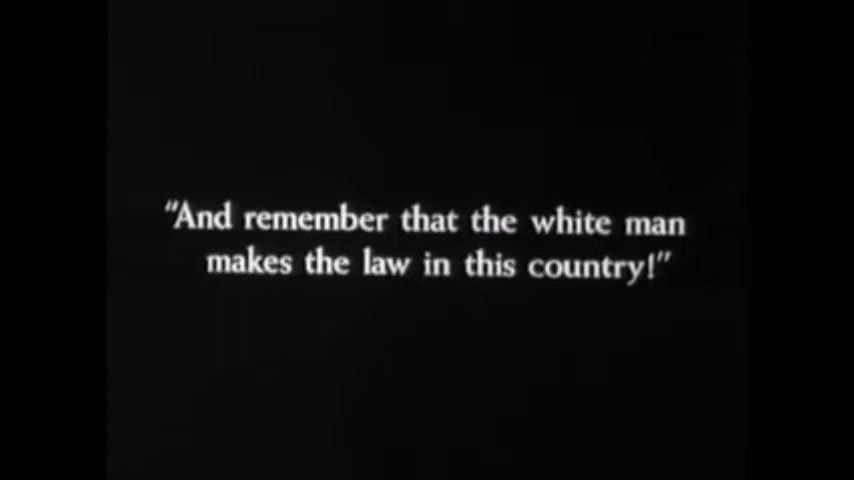 "And remember that the white man
makes the law in this country!"